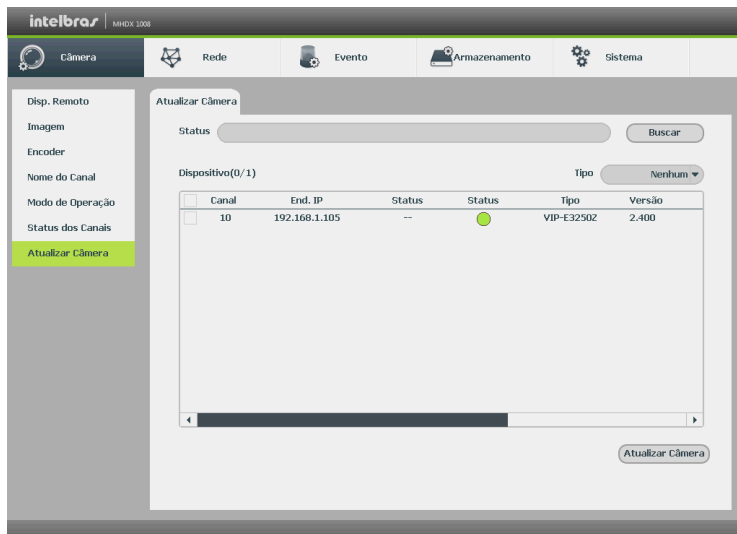 intelbras | MHDX 1008
Câmera Rede Evento Armazenamento Sistema
Disp. Remoto
Imagem
Encoder
Nome do Canal
Modo de Operação
Status dos Canais
Atualizar Câmera
Atualizar Câmera
Status Buscar
Dispositivo(0/1) Tipo Nenhum
Canal End. IP Status Status Tipo Versão
10 192.168.1.105 -- VIP-E3250Z 2.400
Atualizar Câmera